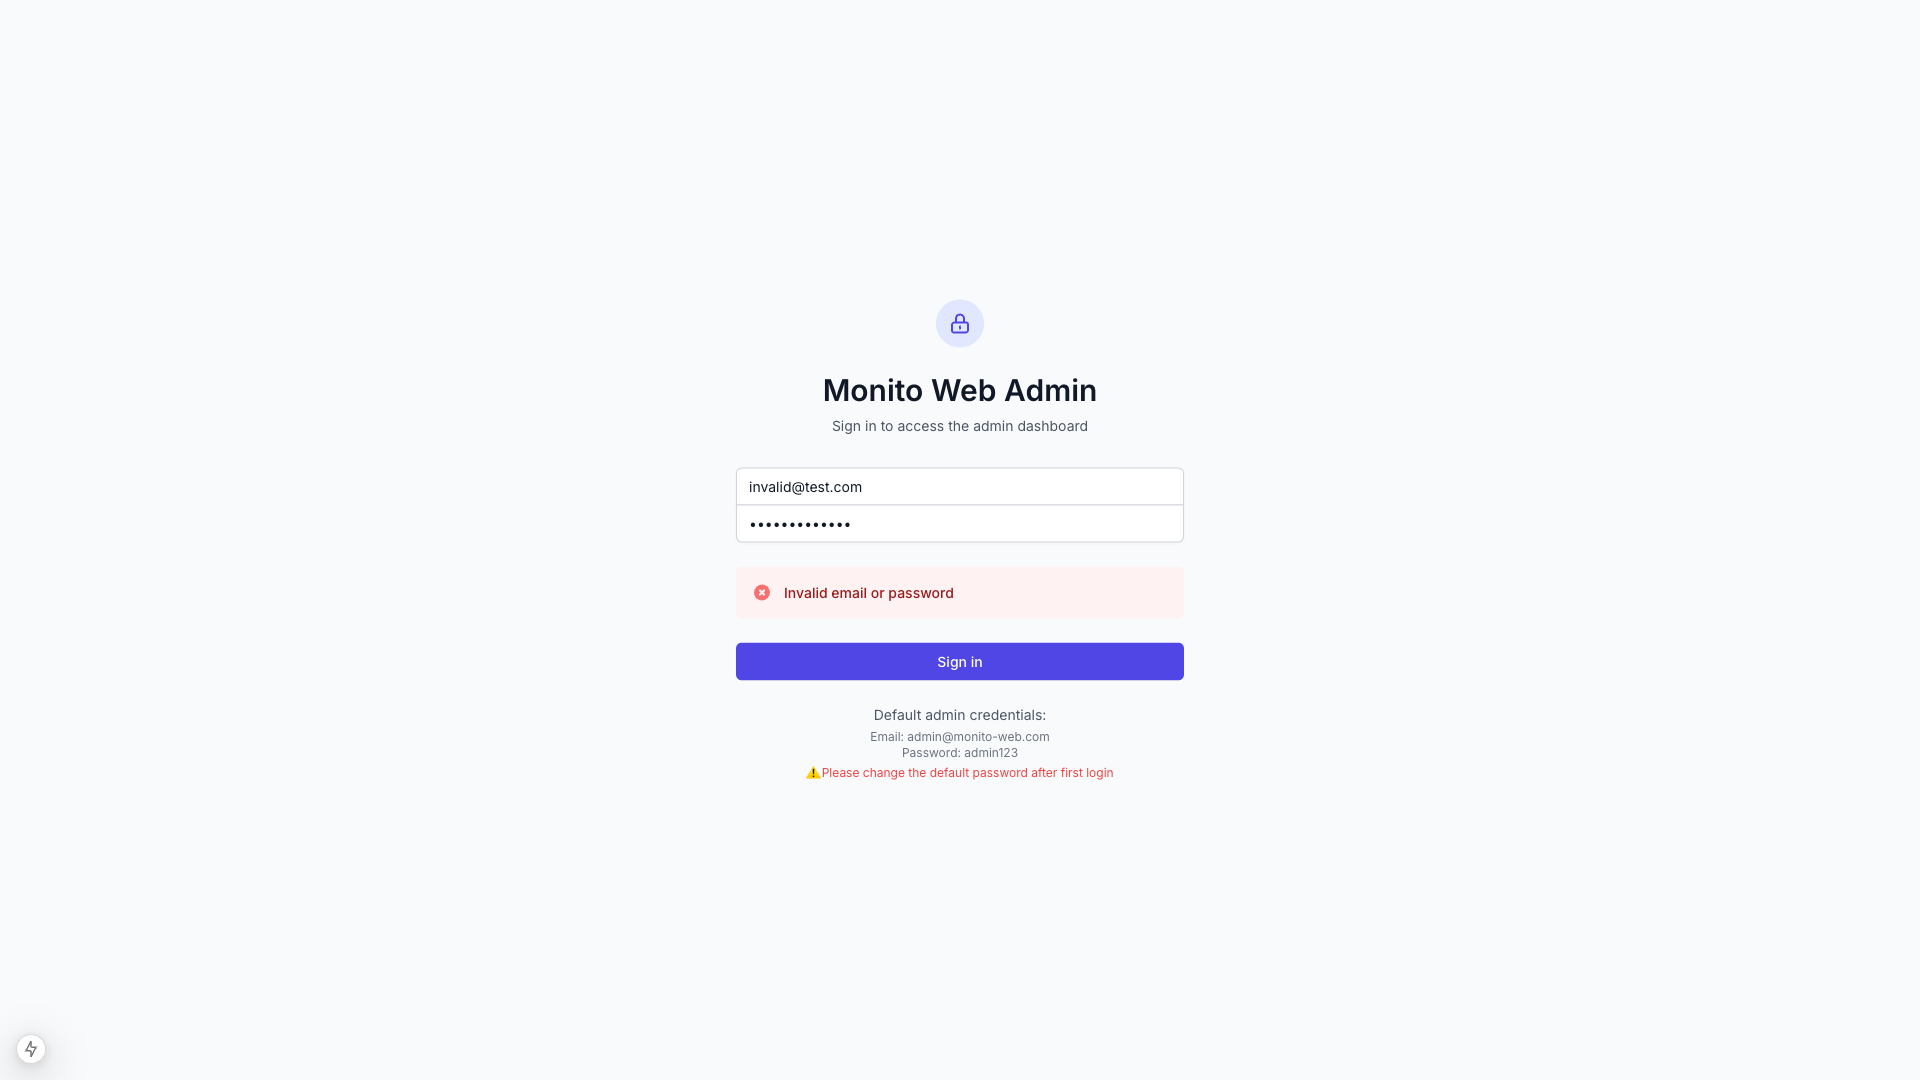 Monito Web Admin
Sign in to access the admin dashboard
invalid@test.com
•••••••••••••
Invalid email or password
Sign in
Default admin credentials:
Email: admin@monito-web.com
Password: admin123
⚠️Please change the default password after first login